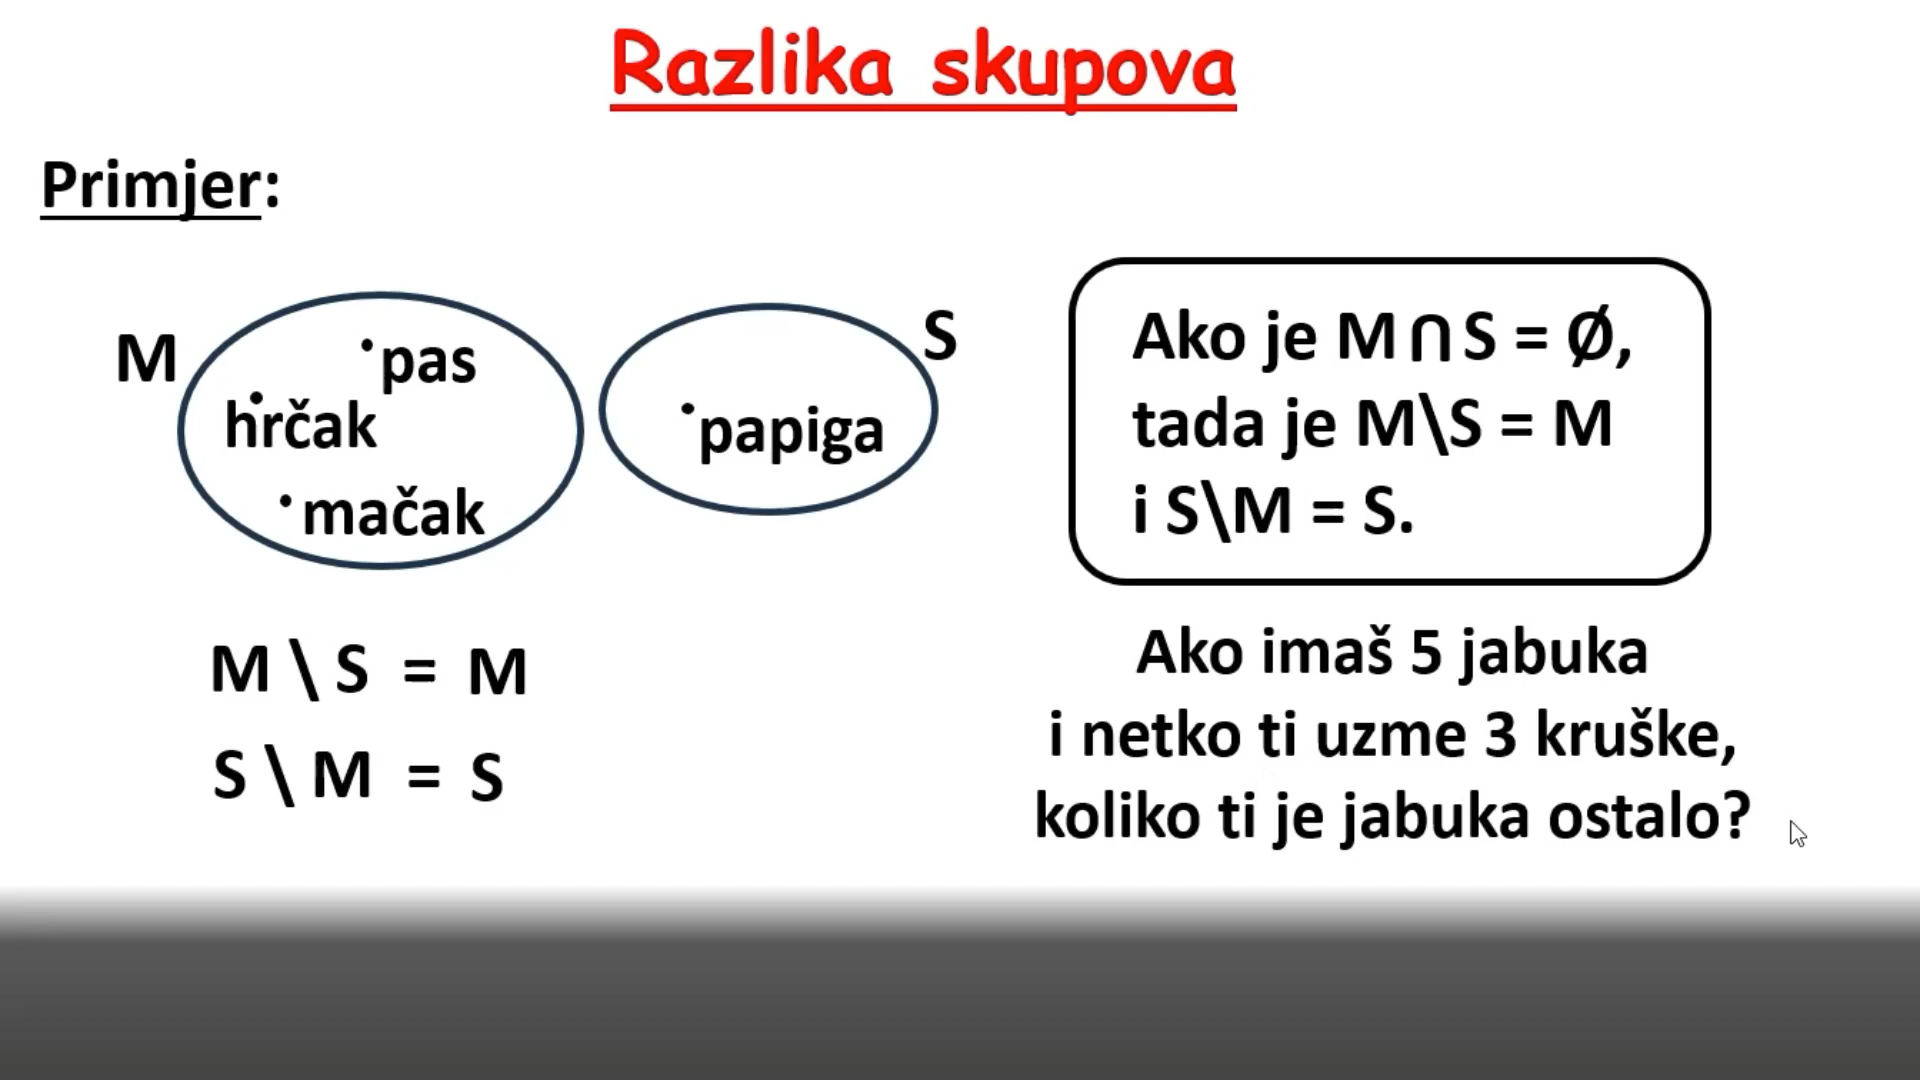 Razlika skupova
Primjer:
M
pas
hrčak
mačak
S
papiga
M \ S = M
S \ M = S
Ako je M ∩ S = Ø,
tada je M\S = M
i S\M = S.
Ako imaš 5 jabuka
i netko ti uzme 3 kruške,
koliko ti je jabuka ostalo?